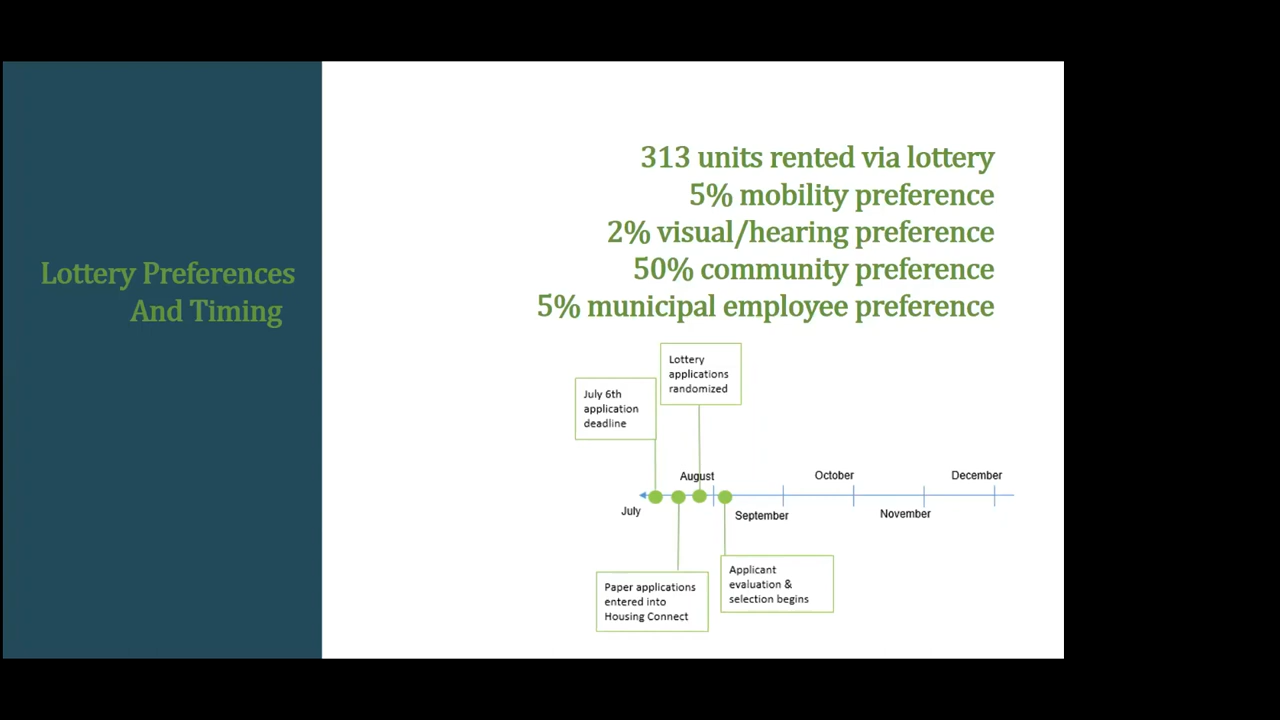 Lottery Preferences
And Timing
313 units rented via lottery
5% mobility preference
2% visual/hearing preference
50% community preference
5% municipal employee preference
Lottery
applications
randomized
July 6th
application
deadline
August
October
December
July
September
November
Paper applications
entered into
Housing Connect
Applicant
evaluation &
selection begins